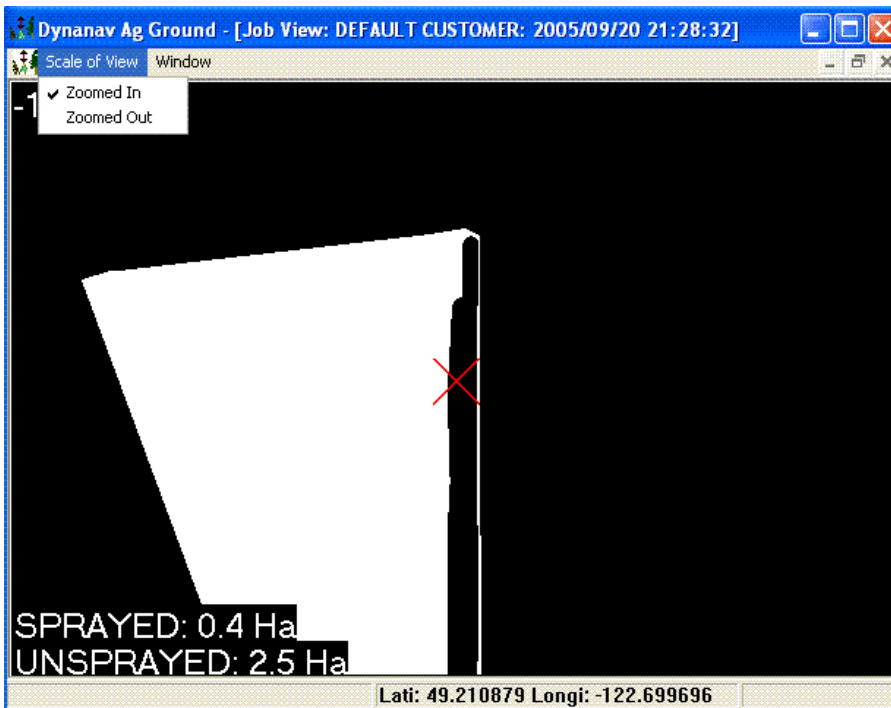 Dynanav Ag Ground - [Job View: DEFAULT CUSTOMER: 2005/09/20 21:28:32]
Scale of View Window
Zoomed In
Zoomed Out
-1
SPRAYED: 0.4 Ha
UNSPRAYED: 2.5 Ha
Lati: 49.210879 Longi: -122.699696